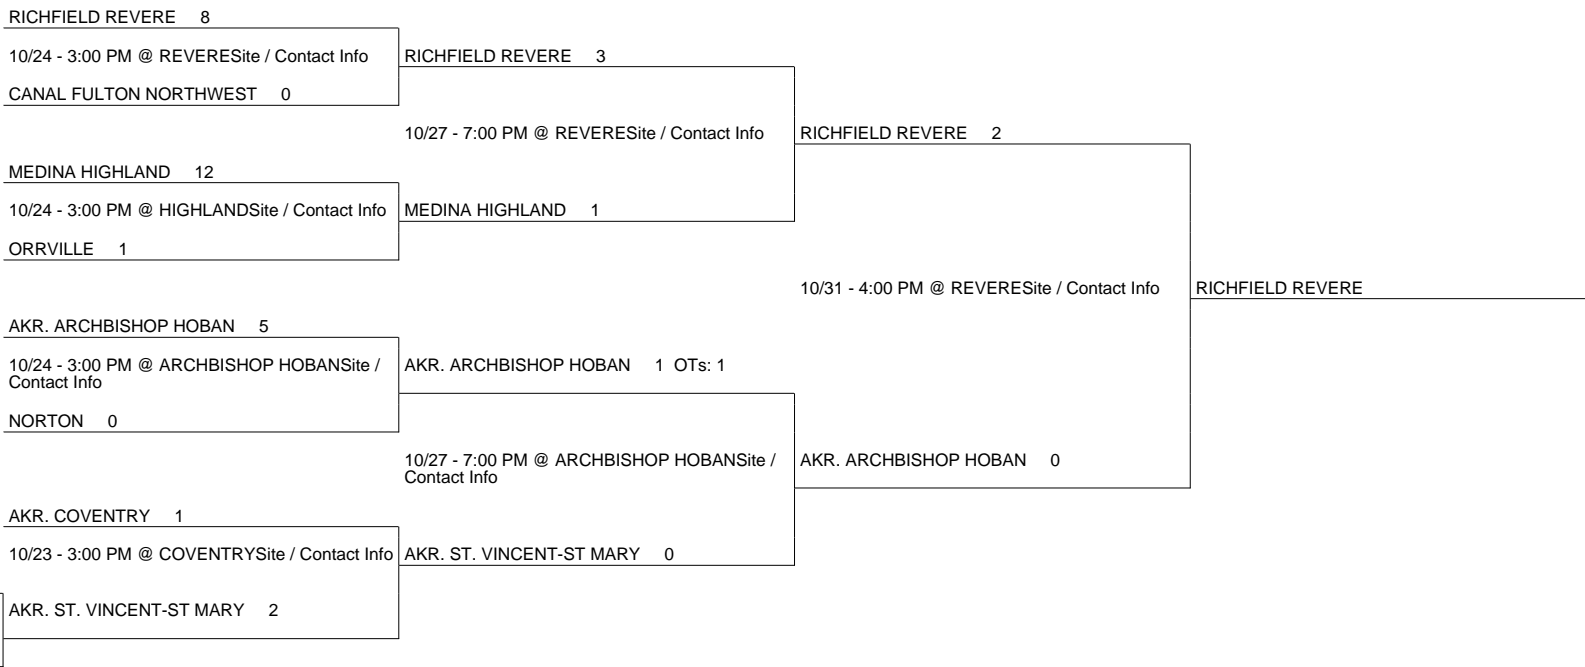 RICHFIELD REVERE 8
10/24 - 3:00 PM @ REVERESite / Contact Info
RICHFIELD REVERE 3
CANAL FULTON NORTHWEST 0
10/27 - 7:00 PM @ REVERESite / Contact Info
RICHFIELD REVERE 2
MEDINA HIGHLAND 12
10/24 - 3:00 PM @ HIGHLANDSite / Contact Info
MEDINA HIGHLAND 1
ORRVILLE 1
10/31 - 4:00 PM @ REVERESite / Contact Info
RICHFIELD REVERE
AKR. ARCHBISHOP HOBAN 5
10/24 - 3:00 PM @ ARCHBISHOP HOBANSite /
Contact Info
AKR. ARCHBISHOP HOBAN 1 OTs: 1
NORTON 0
10/27 - 7:00 PM @ ARCHBISHOP HOBANSite /
Contact Info
AKR. ARCHBISHOP HOBAN 0
AKR. COVENTRY 1
10/23 - 3:00 PM @ COVENTRYSite / Contact Info
AKR. ST. VINCENT-ST MARY 0
AKR. ST. VINCENT-ST MARY 2